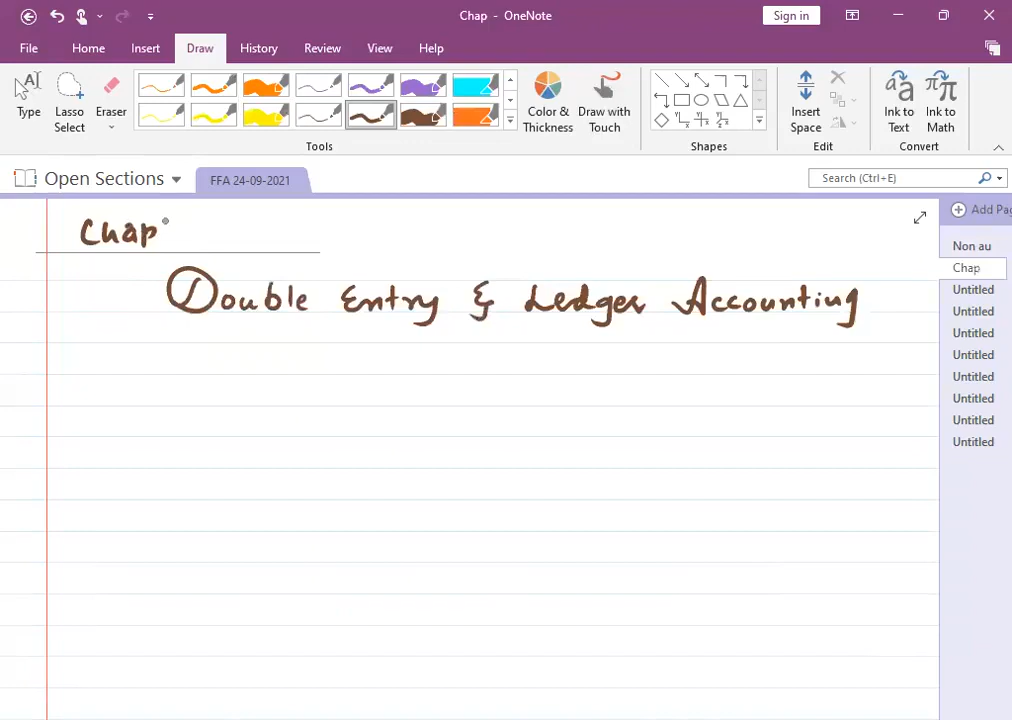 Chap - OneNote
Sign in
File Home Insert Draw History Review View Help
Type
Lasso Select
Eraser
Color & Thickness
Draw with Touch
Insert Space
Ink to Text
Ink to Math
Tools
Shapes
Edit
Convert
Open Sections
FFA 24-09-2021
Search (Ctrl+E)
Chap
Double Entry & Ledger Accounting
Add Pag
Non au
Chap
Untitled
Untitled
Untitled
Untitled
Untitled
Untitled
Untitled
Untitled